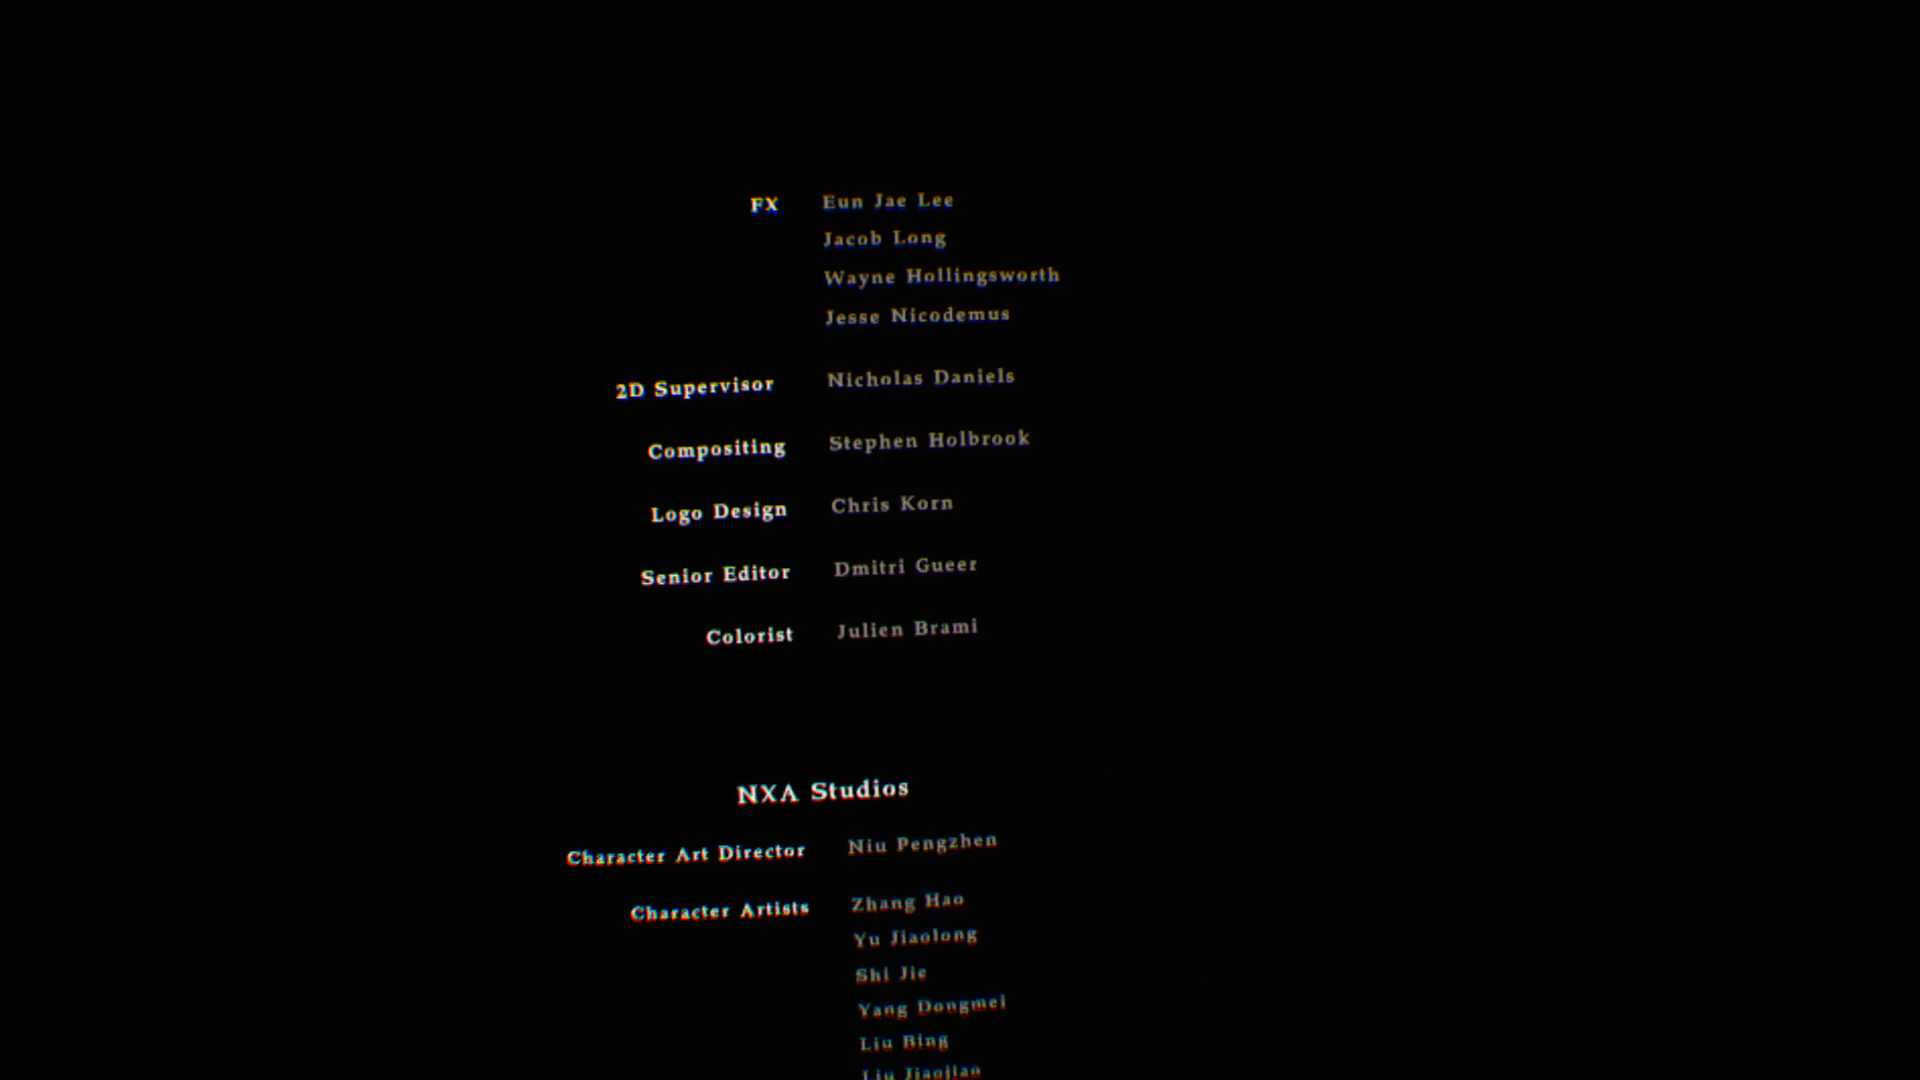 FX Eun Jae Lee
Jacob Long
Wayne Hollingsworth
Jesse Nicodemus
2D Supervisor Nicholas Daniels
Compositing Stephen Holbrook
Logo Design Chris Korn
Senior Editor Dmitri Gueer
Colorist Julien Brami
NXA Studios
Character Art Director Niu Pengzhen
Character Artists Zhang Hao
Yu Jiaolong
Shi Jie
Yang Dongmei
Liu Bing
Liu Jiaojiao